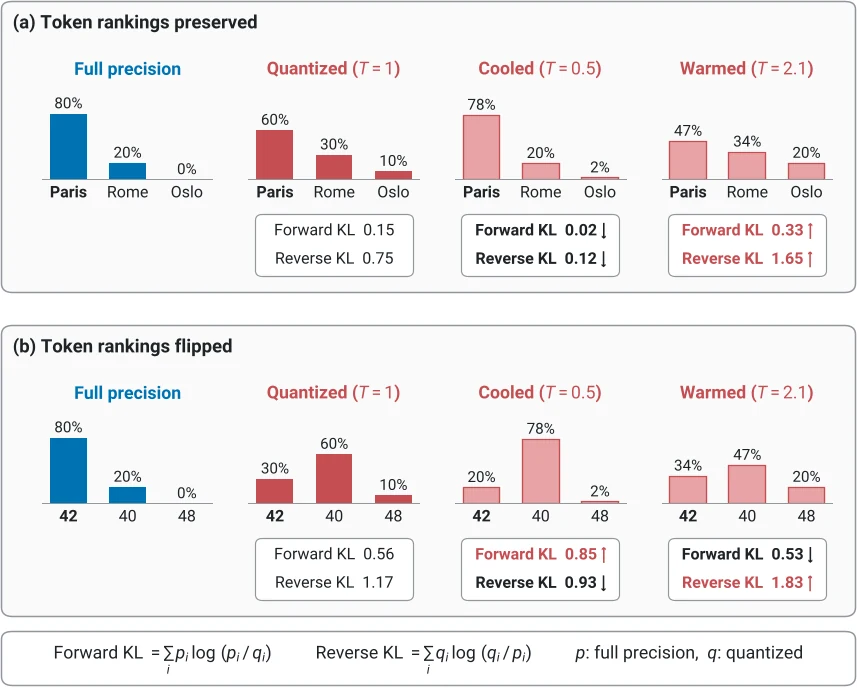 (a) Token rankings preserved
Full precision
Quantized (T = 1)
Cooled (T = 0.5)
Warmed (T = 2.1)
80%
20%
0%
Paris Rome Oslo
60%
30%
10%
Paris Rome Oslo
78%
20%
2%
Paris Rome Oslo
47%
34%
20%
Paris Rome Oslo
Forward KL 0.15
Reverse KL 0.75
Forward KL 0.02 ↓
Reverse KL 0.12 ↓
Forward KL 0.33 ↑
Reverse KL 1.65 ↑
(b) Token rankings flipped
Full precision
Quantized (T = 1)
Cooled (T = 0.5)
Warmed (T = 2.1)
80%
20%
0%
42 40 48
30%
60%
10%
42 40 48
20%
78%
2%
42 40 48
34%
47%
20%
42 40 48
Forward KL 0.56
Reverse KL 1.17
Forward KL 0.85 ↑
Reverse KL 0.93 ↓
Forward KL 0.53 ↓
Reverse KL 1.83 ↑
Forward KL = ∑ᵢ pᵢ log (pᵢ / qᵢ) Reverse KL = ∑ᵢ qᵢ log (qᵢ / pᵢ) p: full precision, q: quantized